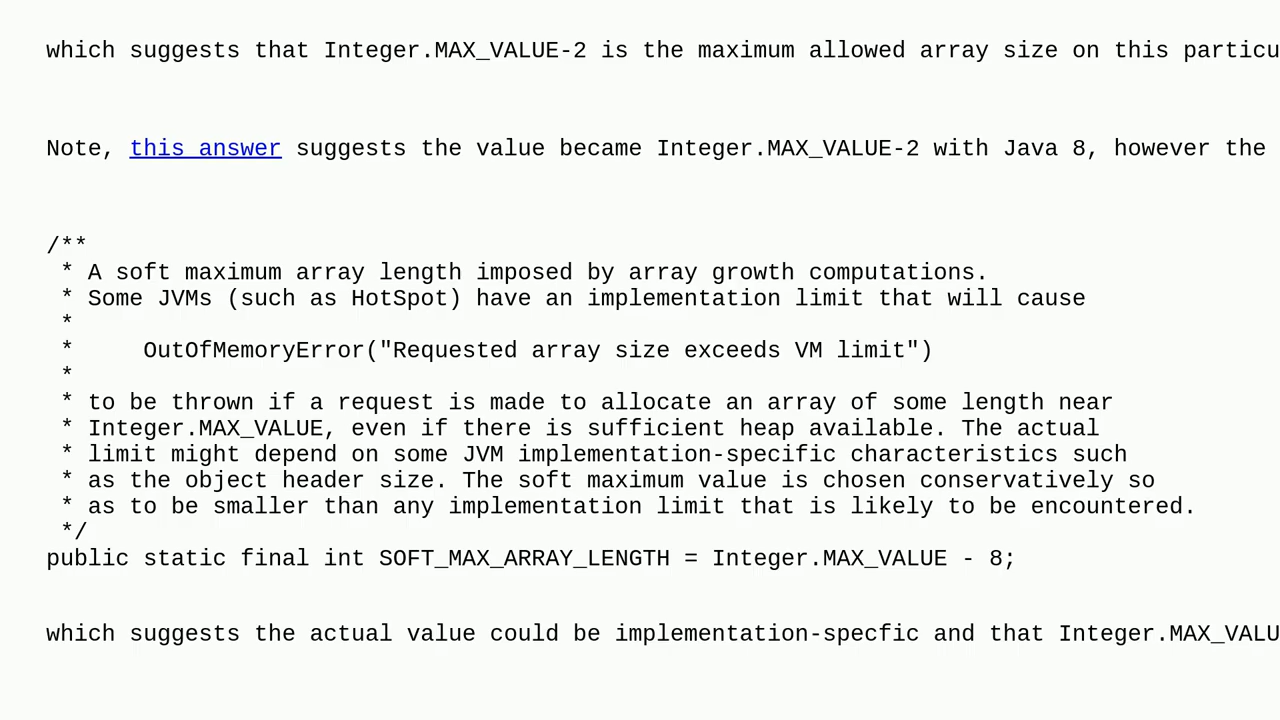 which suggests that Integer.MAX_VALUE-2 is the maximum allowed array size on this
Note, this answer suggests the value became Integer.MAX_VALUE-2 with Java 8, however the
/**
* A soft maximum array length imposed by array growth computations.
* Some JVMs (such as HotSpot) have an implementation limit that will cause
*
* OutOfMemoryError("Requested array size exceeds VM limit")
*
* to be thrown if a request is made to allocate an array of some length near
* Integer.MAX_VALUE, even if there is sufficient heap available. The actual
* limit might depend on some JVM implementation-specific characteristics such
* as the object header size. The soft maximum value is chosen conservatively so
* as to be smaller than any implementation limit that is likely to be encountered.
*/
public static final int SOFT_MAX_ARRAY_LENGTH = Integer.MAX_VALUE - 8;
which suggests the actual value could be implementation-specfic and that